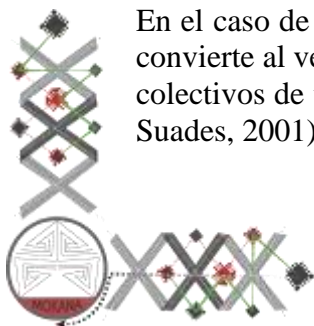 En el caso de
convierte al ve
colectivos de
Suades, 2001)
MOKANA